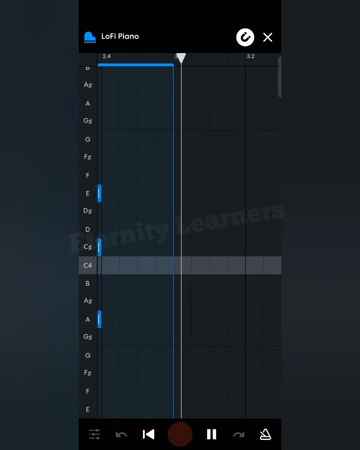 LoFi Piano
2.4
3.2
B
A♯
A
G♯
G
F♯
F
E
D♯
D
C♯
C4
B
A♯
A
G♯
G
F♯
F
E
Eternity Learners